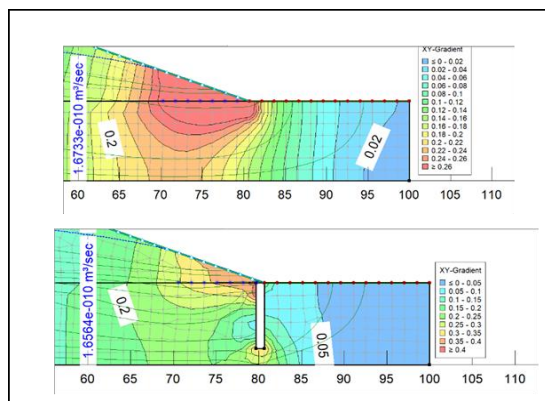 XY-Gradient
≤ 0 - 0.02
0.02 - 0.04
0.04 - 0.06
0.06 - 0.08
0.08 - 0.1
0.1 - 0.12
0.12 - 0.14
0.14 - 0.16
0.16 - 0.18
0.18 - 0.2
0.2 - 0.22
0.22 - 0.24
0.24 - 0.26
≥ 0.26
1.6733e-010 m³/sec
0.2
0.02
60 65 70 75 80 85 90 95 100 110
XY-Gradient
≤ 0 - 0.05
0.05 - 0.1
0.1 - 0.15
0.15 - 0.2
0.2 - 0.25
0.25 - 0.3
0.3 - 0.35
0.35 - 0.4
≥ 0.4
1.6564e-010 m³/sec
0.2
0.05
60 65 70 75 80 85 90 95 100 110